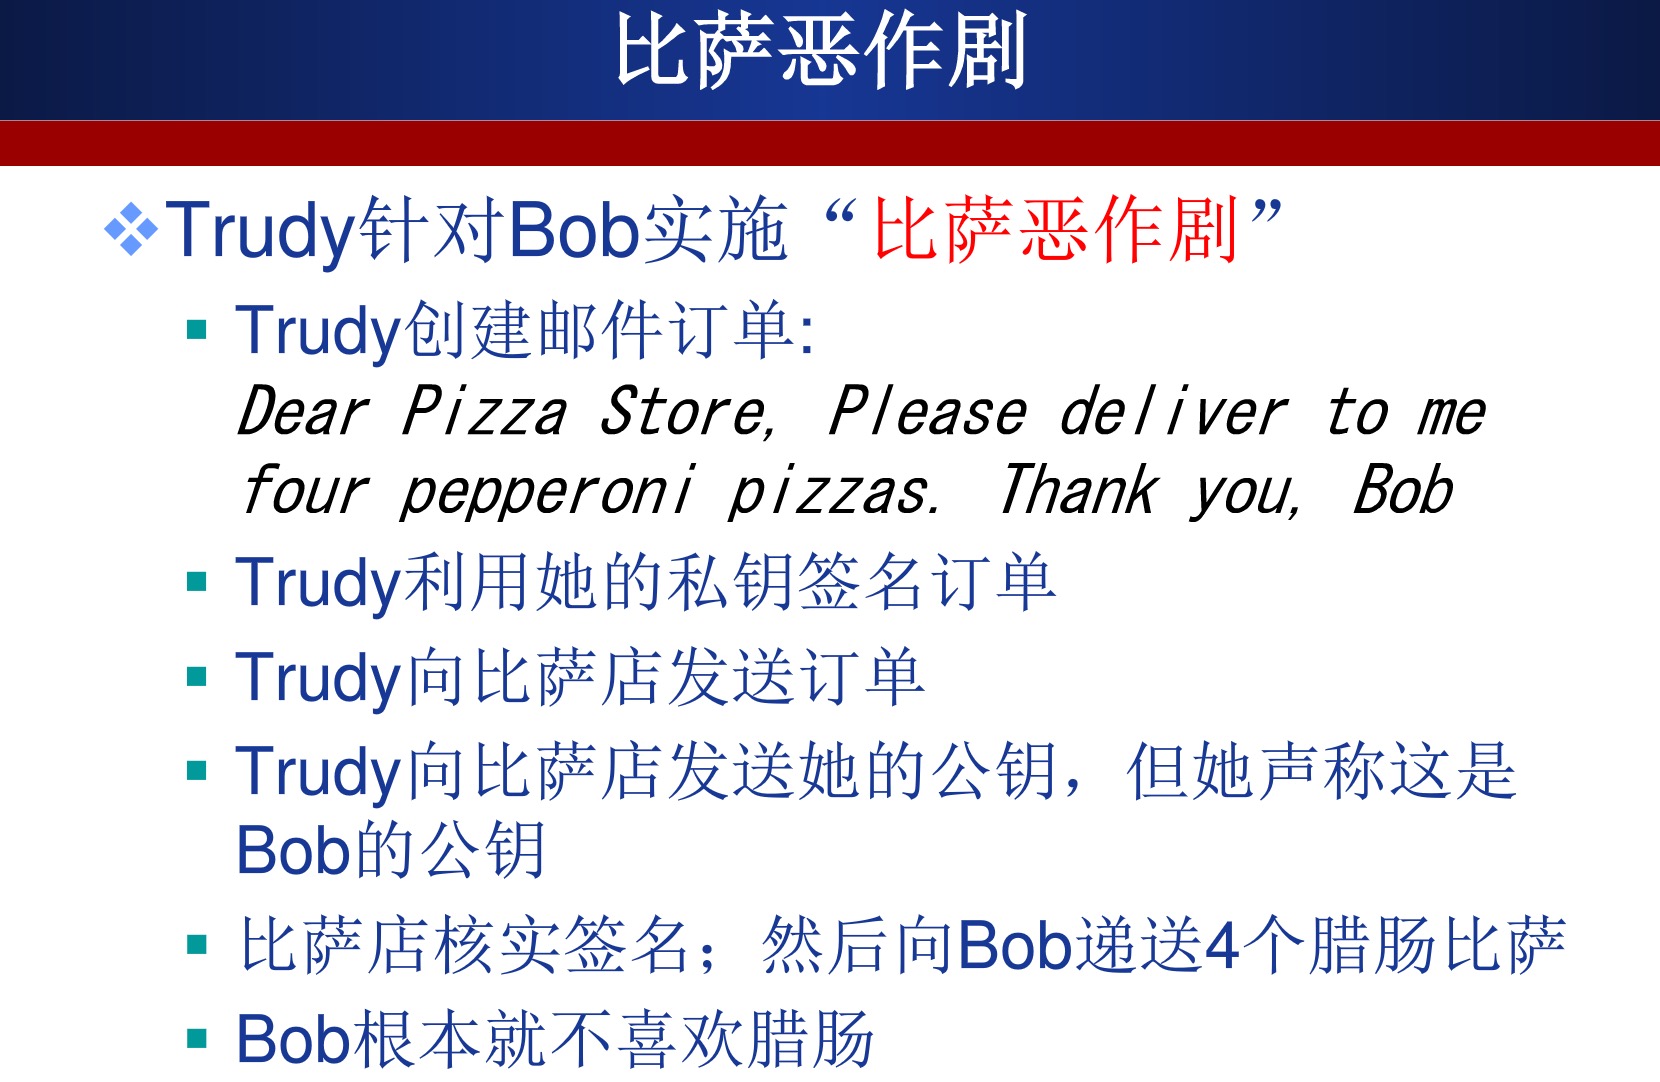 比萨恶作剧
Trudy针对Bob实施“比萨恶作剧”
Trudy创建邮件订单:
Dear Pizza Store, Please deliver to me
four pepperoni pizzas. Thank you, Bob
Trudy利用她的私钥签名订单
Trudy向比萨店发送订单
Trudy向比萨店发送她的公钥，但她声称这是
Bob的公钥
比萨店核实签名；然后向Bob递送4个腊肠比萨
Bob根本就不喜欢腊肠